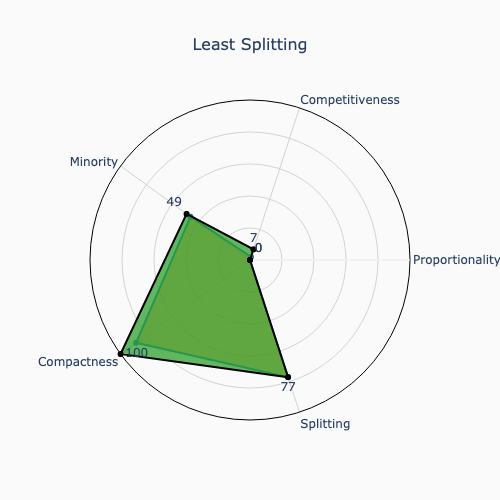 Least Splitting
Competitiveness
Minority
49
7
0
Proportionality
Compactness
100
77
Splitting